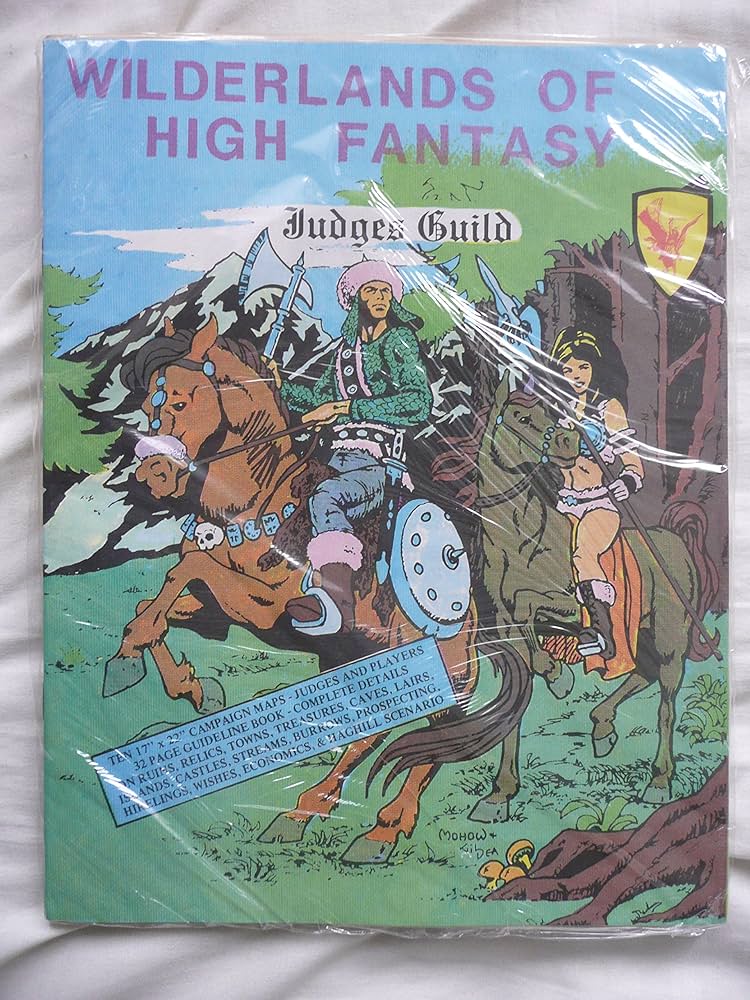 WILDERLANDS OF
HIGH FANTASY
Judges Guild
TEN 17" x 22" CAMPAIGN MAPS - JUDGES AND PLAYERS
32 PAGE GUIDELINE BOOK - COMPLETE DETAILS
ON RUINS, RELICS, TOWNS, TREASURES, CAVES, LAIRS,
ISLANDS, CASTLES, STREAMS, BURROWS, PROSPECTING,
HIRELINGS, WISHES, ECONOMICS, & HAGHILL SCENARIO
MOHOW +